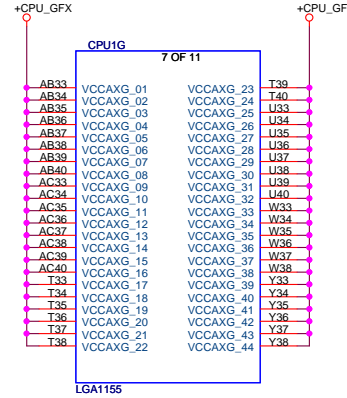 +CPU_GFX +CPU_GF
CPU1G
7 OF 11
AB33 VCCAXG_01 VCCAXG_23 T39
AB34 VCCAXG_02 VCCAXG_24 T40
AB35 VCCAXG_03 VCCAXG_25 U33
AB36 VCCAXG_04 VCCAXG_26 U34
AB37 VCCAXG_05 VCCAXG_27 U35
AB38 VCCAXG_06 VCCAXG_28 U36
AB39 VCCAXG_07 VCCAXG_29 U37
AB40 VCCAXG_08 VCCAXG_30 U38
AC33 VCCAXG_09 VCCAXG_31 U39
AC34 VCCAXG_10 VCCAXG_32 U40
AC35 VCCAXG_11 VCCAXG_33 W33
AC36 VCCAXG_12 VCCAXG_34 W34
AC37 VCCAXG_13 VCCAXG_35 W35
AC38 VCCAXG_14 VCCAXG_36 W36
AC39 VCCAXG_15 VCCAXG_37 W37
AC40 VCCAXG_16 VCCAXG_38 W38
T33 VCCAXG_17 VCCAXG_39 Y33
T34 VCCAXG_18 VCCAXG_40 Y34
T35 VCCAXG_19 VCCAXG_41 Y35
T36 VCCAXG_20 VCCAXG_42 Y36
T37 VCCAXG_21 VCCAXG_43 Y37
T38 VCCAXG_22 VCCAXG_44 Y38
LGA1155